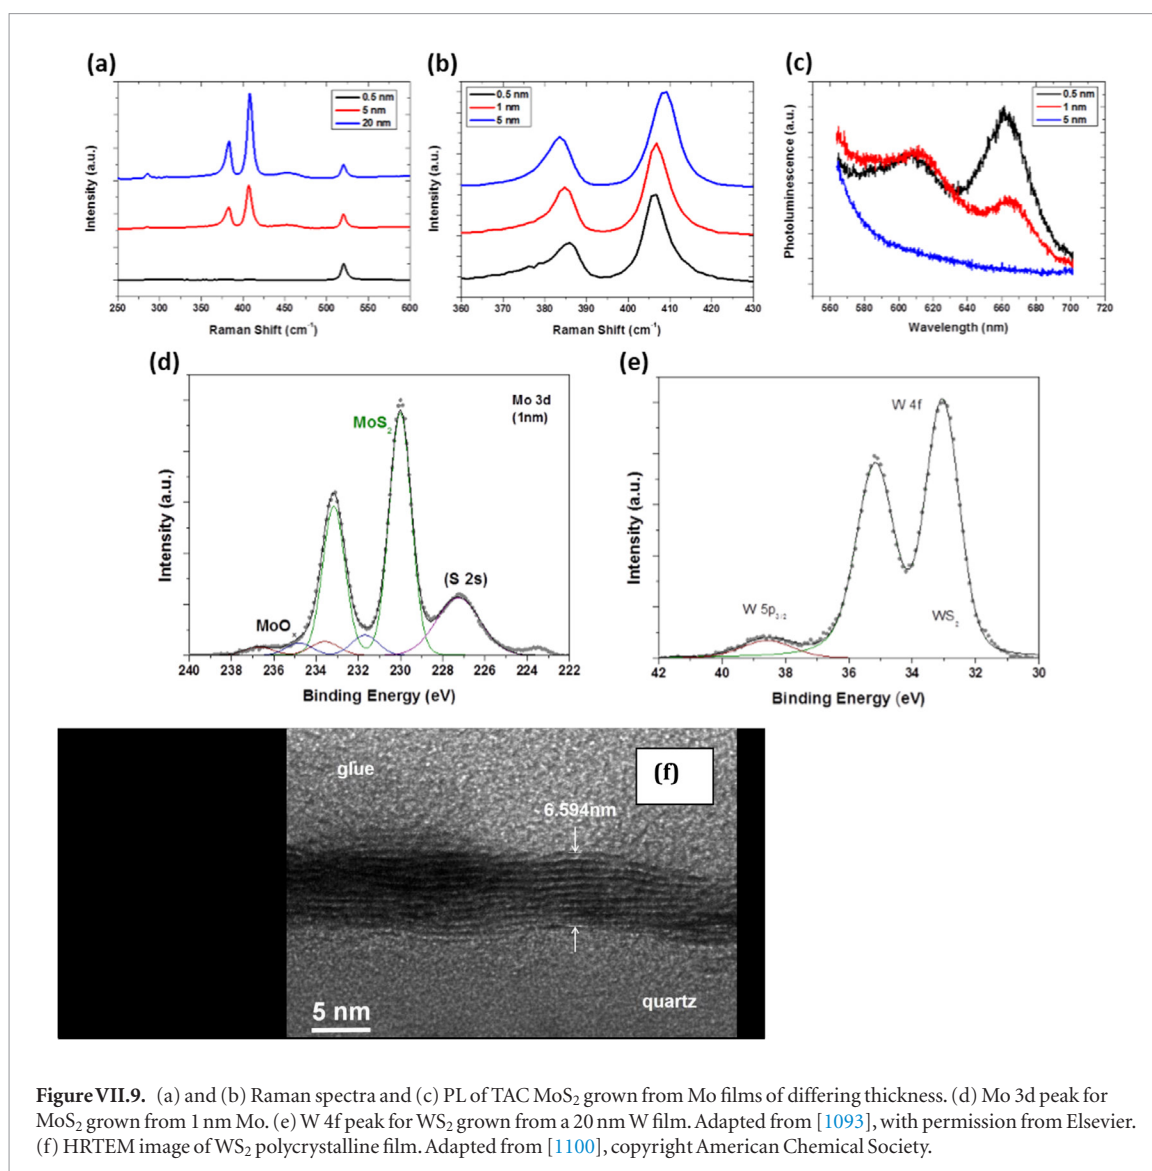 (a)
0.5 nm
5 nm
20 nm
Intensity (a.u.)
250 300 350 400 450 500 550 600
Raman Shift (cm⁻¹)
(b)
0.5 nm
1 nm
5 nm
Intensity (a.u.)
360 370 380 390 400 410 420 430
Raman Shift (cm⁻¹)
(c)
0.5 nm
1 nm
5 nm
Photoluminescence (a.u.)
560 580 600 620 640 660 680 700 720
Wavelength (nm)
(d)
Mo 3d
(1nm)
MoS₂
(S 2s)
MoOₓ
Intensity (a.u.)
240 238 236 234 232 230 228 226 224 222
Binding Energy (eV)
(e)
W 4f
W 5p₃/₂
WS₂
Intensity (a.u.)
42 39 36 33 30
Binding Energy (eV)
glue
(f)
6.594nm
quartz
5 nm
Figure VII.9. (a) and (b) Raman spectra and (c) PL of TAC MoS₂ grown from Mo films of differing thickness. (d) Mo 3d peak for
MoS₂ grown from 1 nm Mo. (e) W 4f peak for WS₂ grown from a 20 nm W film. Adapted from [1093], with permission from Elsevier.
(f) HRTEM image of WS₂ polycrystalline film. Adapted from [1100], copyright American Chemical Society.